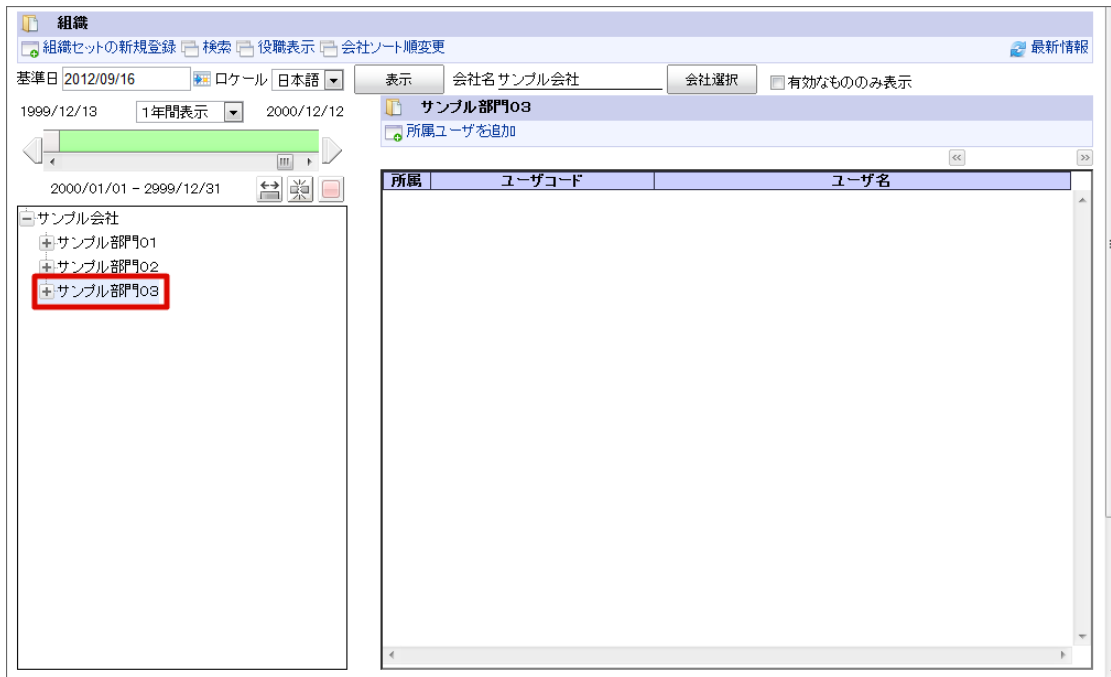 組織
組織セットの新規登録 検索 役職表示 会社ソート順変更 最新情報
基準日 2012/09/16 ロケール 日本語 表示 会社名 サンプル会社 会社選択 有効なもののみ表示
1999/12/13 1年間表示 2000/12/12
2000/01/01 - 2999/12/31
サンプル会社
サンプル部門01
サンプル部門02
サンプル部門03
サンプル部門03
所属ユーザを追加
<< >>
所属 ユーザコード ユーザ名